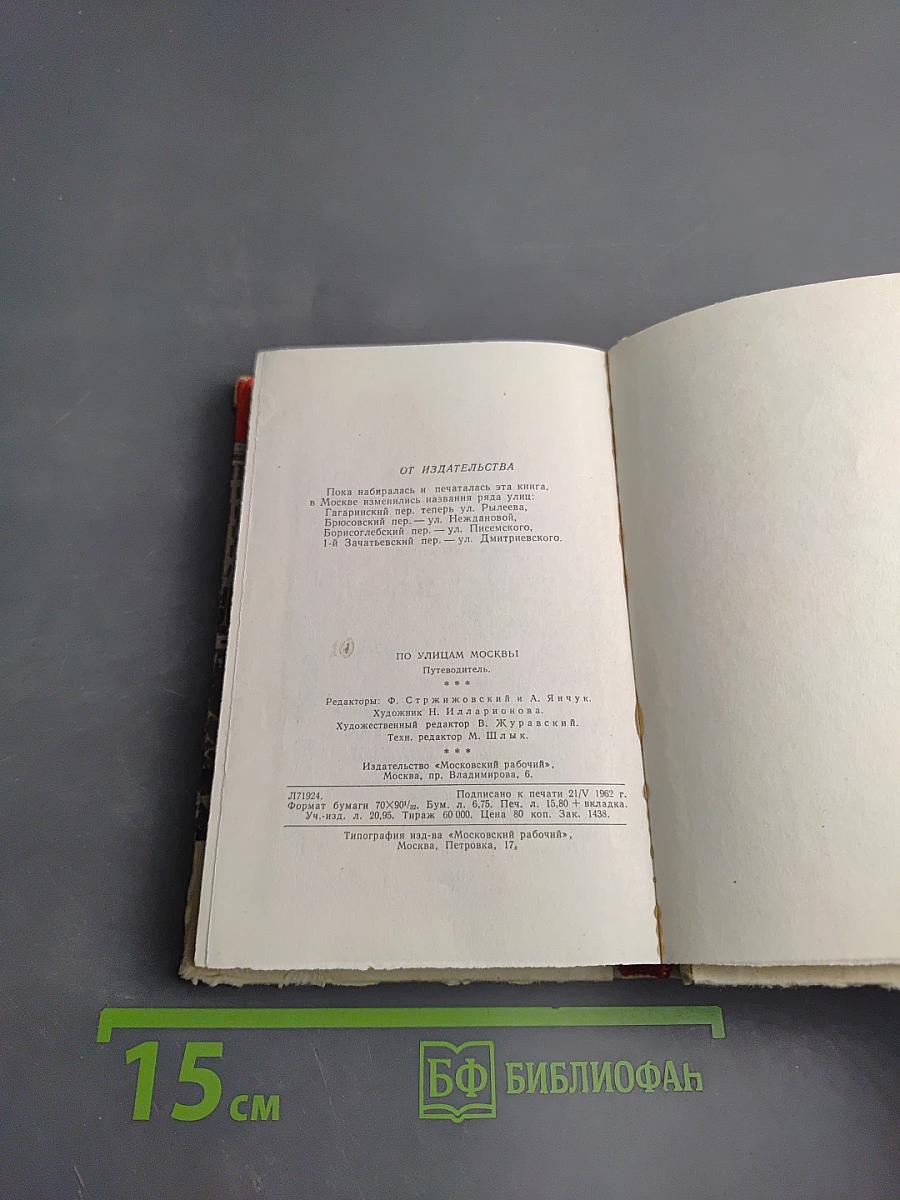 ОТ ИЗДАТЕЛЬСТВА
Пока набиралась и печаталась эта книга,
в Москве изменились названия ряда улиц:
Гагаринский пер. теперь ул. Рылеева,
Брюсовский пер. — ул. Неждановой,
Борисоглебский пер. — ул. Писемского,
1-й Зачатьевский пер. — ул. Дмитриевского.
ПО УЛИЦАМ МОСКВЫ
Путеводитель.
* * *
Редакторы: Ф. Стржижовский и А. Янчук.
Художник Н. Илларионова.
Художественный редактор В. Журавский.
Техн. редактор М. Шлык.
* * *
Издательство «Московский рабочий»,
Москва, пр. Владимирова, 6.
Л71924. Подписано к печати 21/V 1962 г.
Формат бумаги 70×90¹/₃₂. Бум. л. 6,75. Печ. л. 15,80 + вкладка.
Уч.-изд. л. 20,95. Тираж 60 000. Цена 80 коп. Зак. 1438.
Типография изд-ва «Московский рабочий»,
Москва, Петровка, 17.
15 см
БФ БИБЛИОФАН